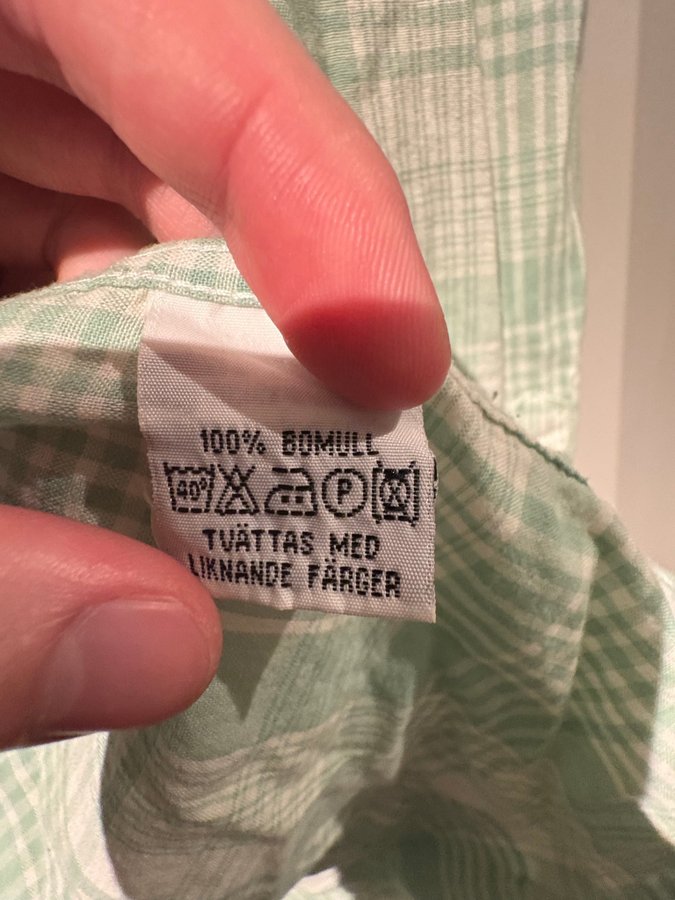 100% BOMULL
40° P
TVÄTTAS MED
LIKNANDE FÄRGER